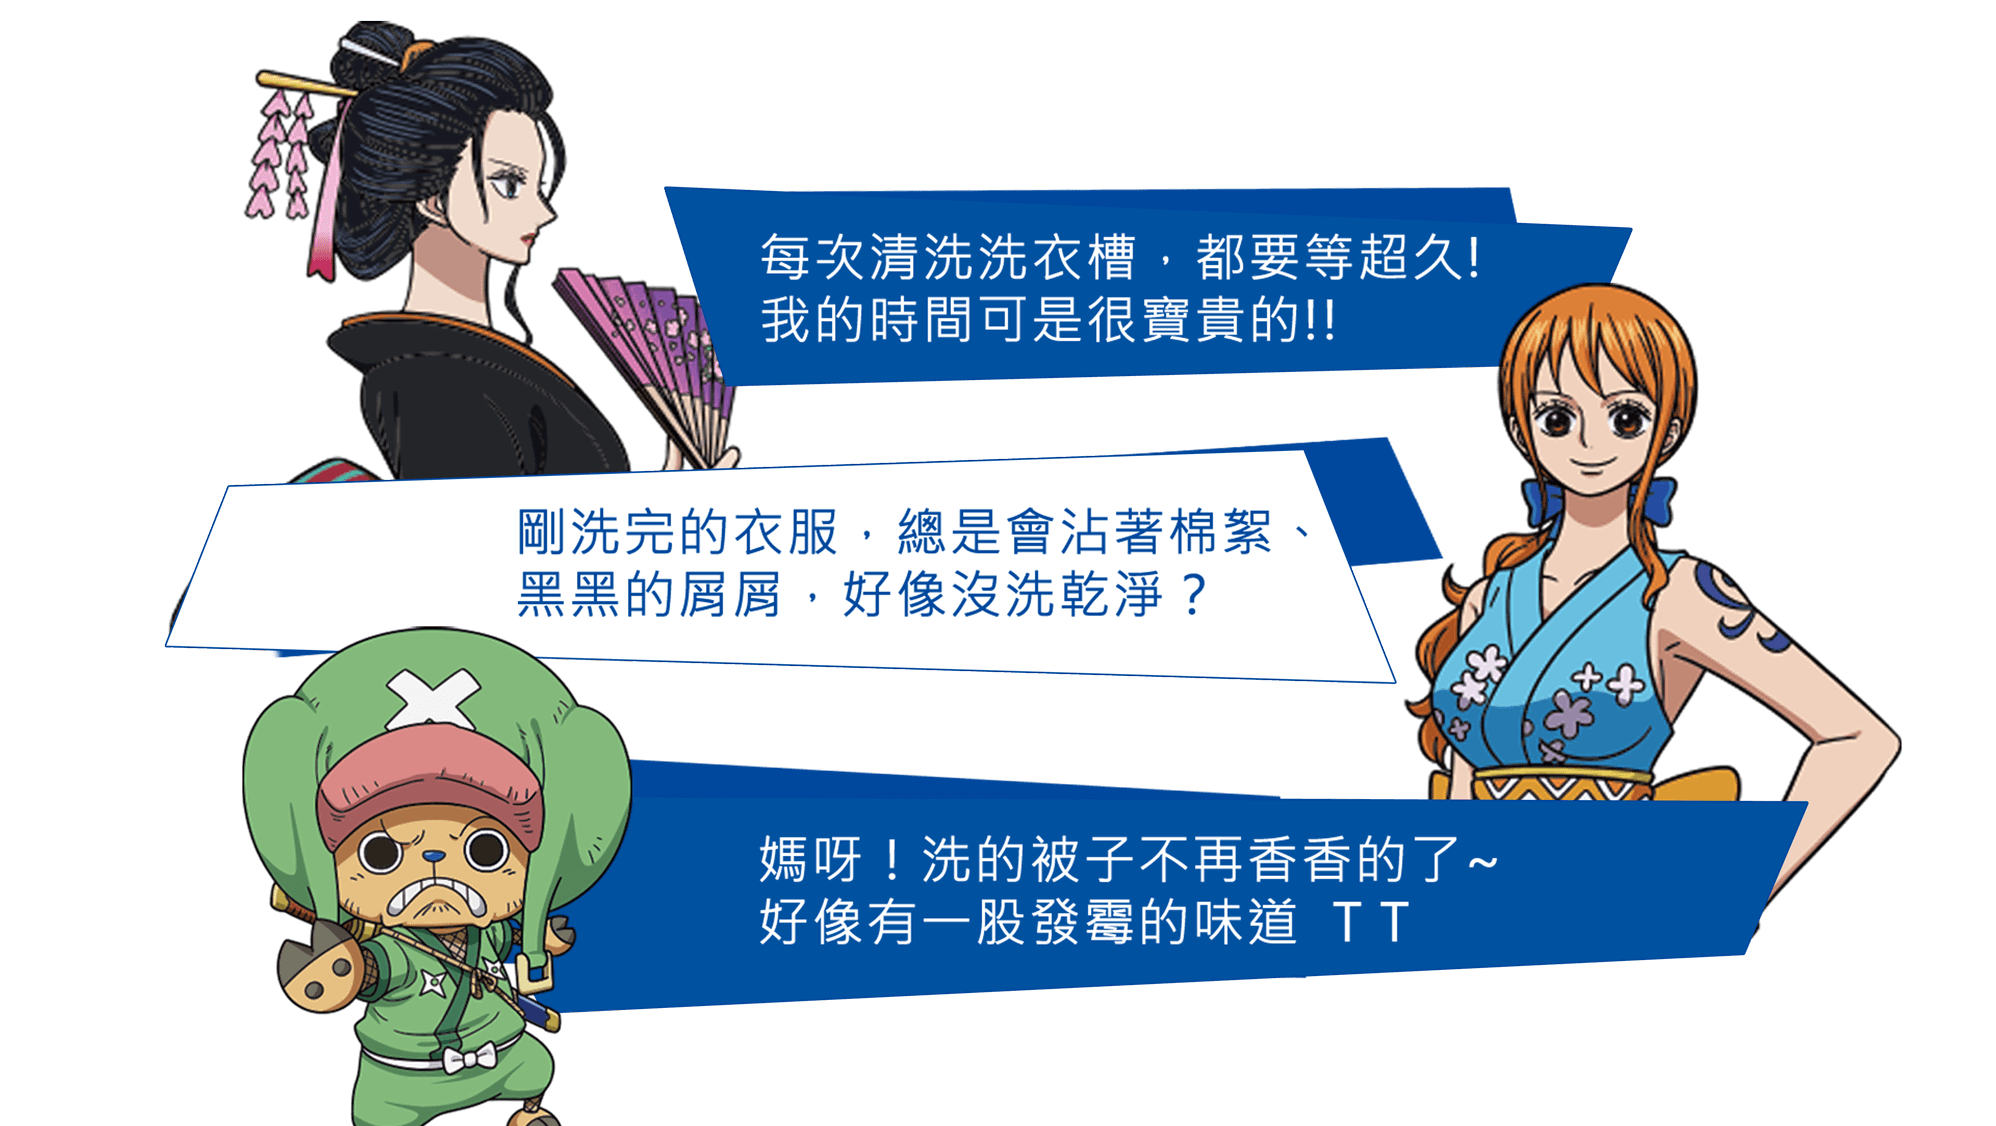 每次清洗洗衣槽，都要等超久!
我的時間可是很寶貴的!!
剛洗完的衣服，總是會沾著棉絮、
黑黑的屑屑，好像沒洗乾淨？
媽呀！洗的被子不再香香的了~
好像有一股發霉的味道 T T